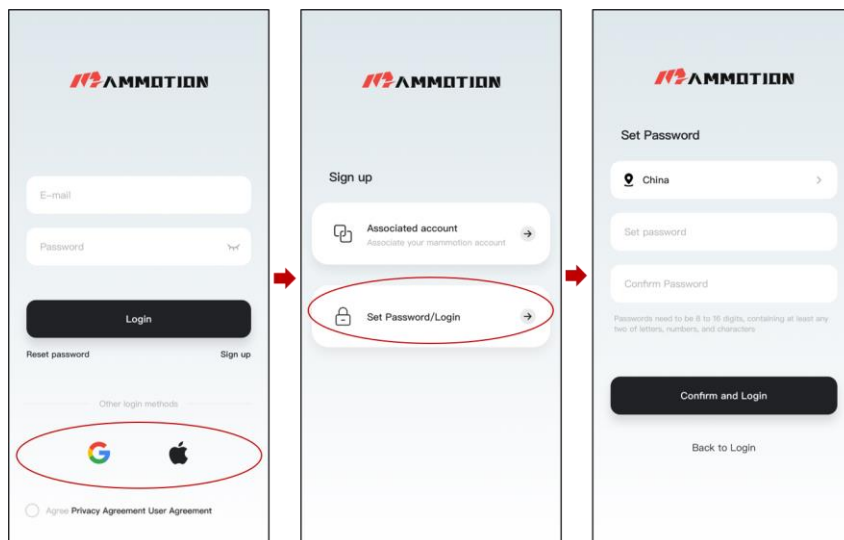 MAMMOTION
E-mail
Password
Login
Reset password
Sign up
Other login methods
Agree Privacy Agreement User Agreement
MAMMOTION
Sign up
Associated account
Associate your mammotion account
Set Password/Login
MAMMOTION
Set Password
China
Set password
Confirm Password
Passwords need to be 8 to 16 digits, containing at least any
two of letters, numbers, and characters
Confirm and Login
Back to Login